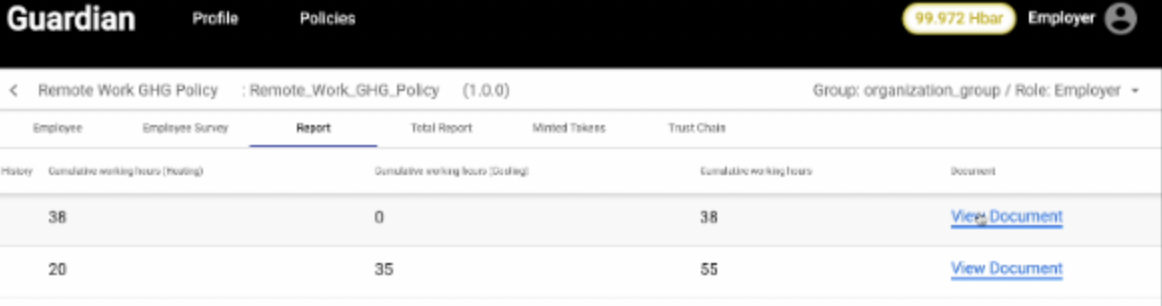 Guardian Profile Policies 99.972 Hbar Employer
Remote Work GHG Policy : Remote_Work_GHG_Policy (1.0.0) Group: organization_group / Role: Employer
Employee Employee Survey Report Total Report Minted Tokens Trust Chain
History Cumulative working hours (Heating) Cumulative working hours (Cooling) Cumulative working hours Document
38 0 38 View Document
20 35 55 View Document